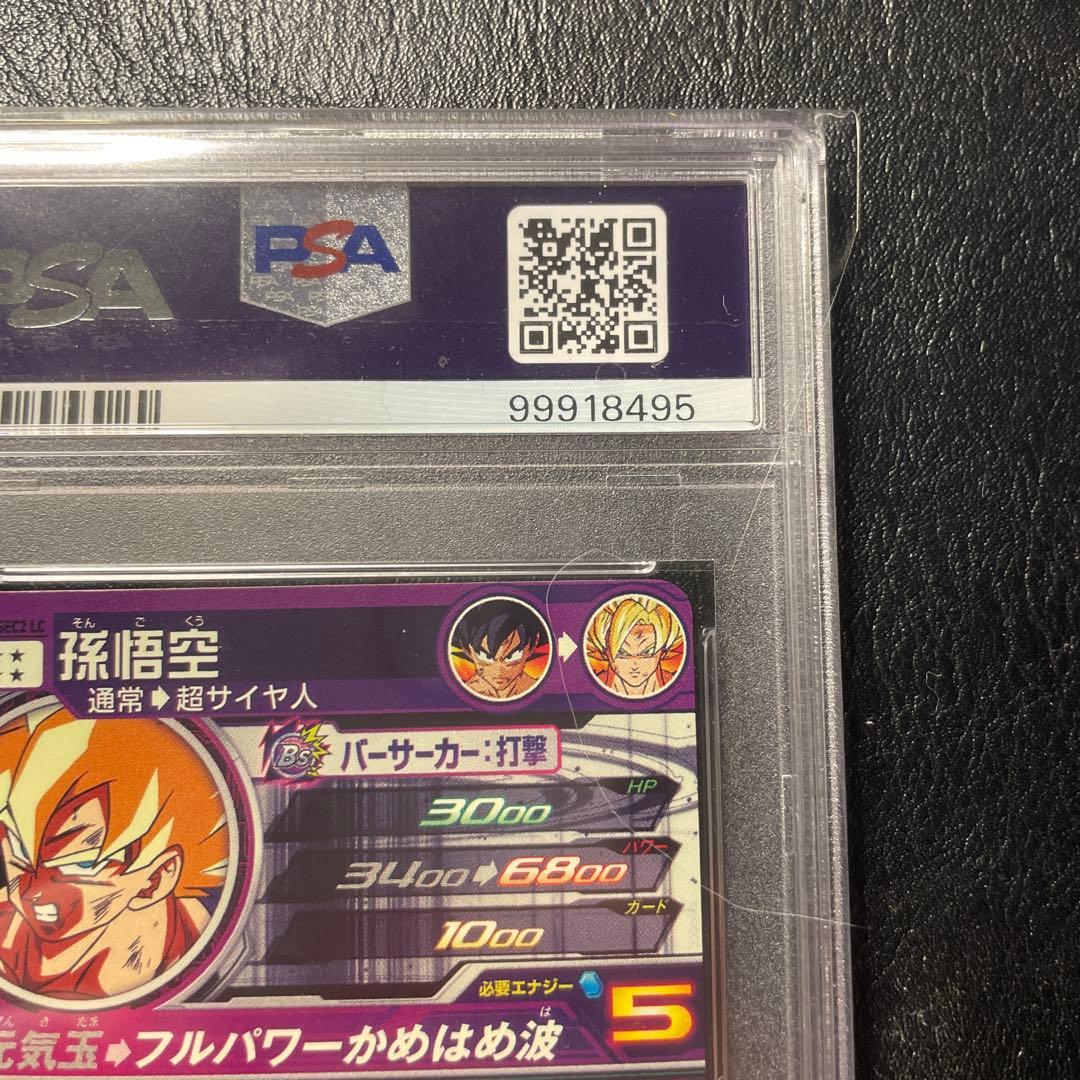 PSA
PSA
99918495
SEC2 LC
そん ご くう
孫悟空
通常➡超サイヤ人
Bs バーサーカー:打撃
HP
3000
パワー
3400➡6800
ガード
1000
必要エナジー 5
元気玉➡フルパワーかめはめ波